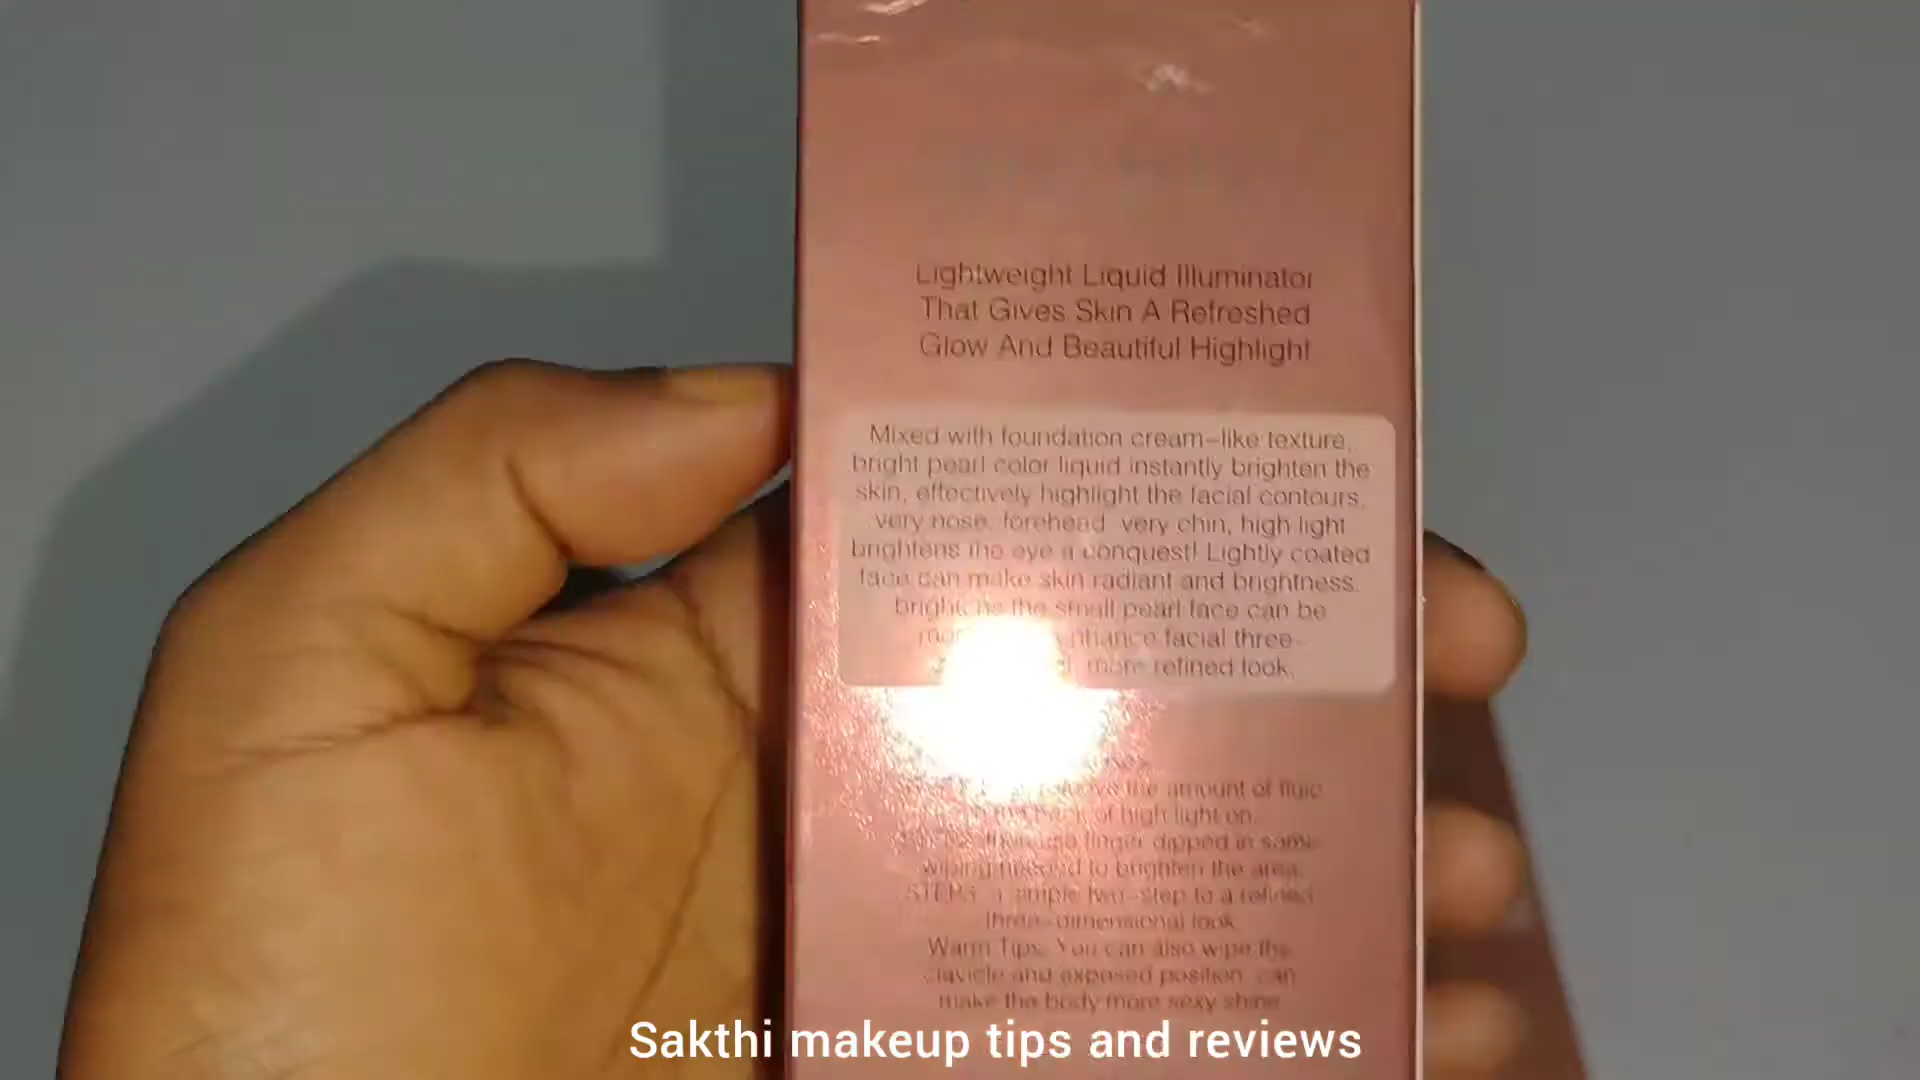 Lightweight Liquid Illuminator
That Gives Skin A Refreshed
Glow And Beautiful Highlight
Mixed with foundation cream-like texture,
bright pearl color liquid instantly brighten the
skin, effectively highlight the facial contours,
very nose, forehead very chin, high light
brightens the eye a conquest! Lightly coated
face can make skin radiant and brightness,
the small pearl face can be
enhance facial three-
more refined look.
the amount of fluid
of high light on.
finger dipped in some
wiping to brighten the area.
simple two-step to a refined
three-dimensional look.
Warm Tips: You can also wipe the
clavicle and exposed position, can
make the body more sexy shine
Sakthi makeup tips and reviews